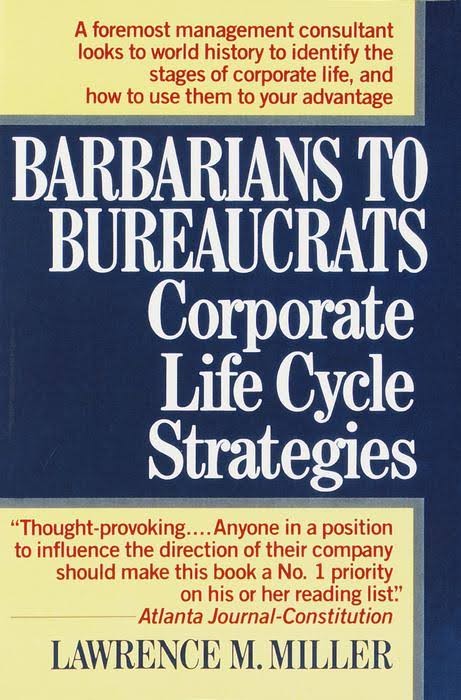 A foremost management consultant
looks to world history to identify the
stages of corporate life, and
how to use them to your advantage
BARBARIANS TO
BUREAUCRATS
Corporate
Life Cycle
Strategies
“Thought-provoking....Anyone in a position
to influence the direction of their company
should make this book a No. 1 priority
on his or her reading list.”
Atlanta Journal-Constitution
LAWRENCE M. MILLER